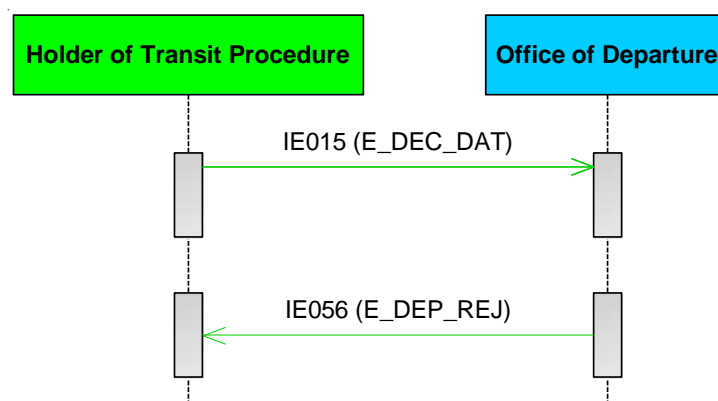 Holder of Transit Procedure
Office of Departure
IE015 (E_DEC_DAT)
IE056 (E_DEP_REJ)